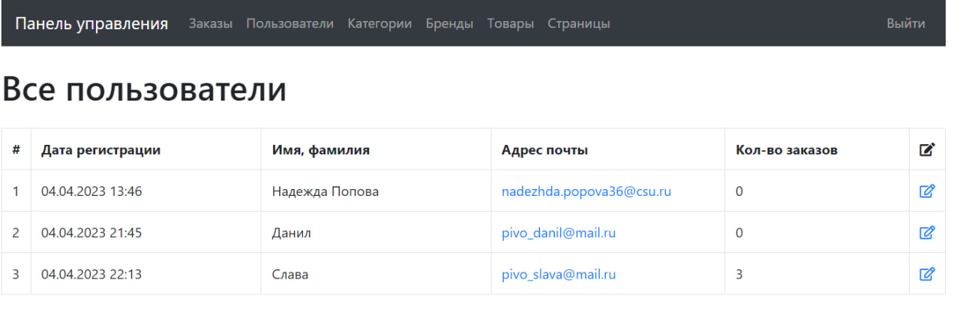 Панель управления Заказы Пользователи Категории Бренды Товары Страницы Выйти
Все пользователи
# Дата регистрации Имя, фамилия Адрес почты Кол-во заказов
1 04.04.2023 13:46 Надежда Попова nadezhda.popova36@csu.ru 0
2 04.04.2023 21:45 Данил pivo_danil@mail.ru 0
3 04.04.2023 22:13 Слава pivo_slava@mail.ru 3